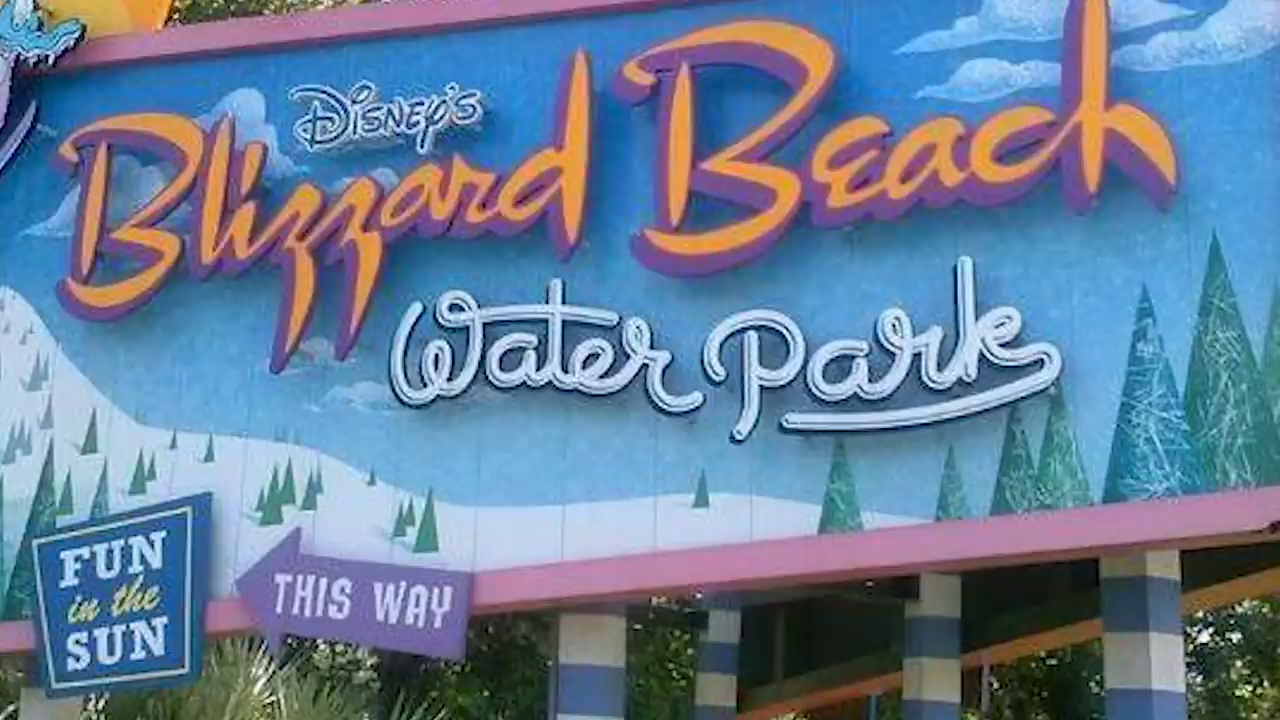 Disney's
Blizzard Beach
Water Park
FUN
in the
SUN
THIS WAY